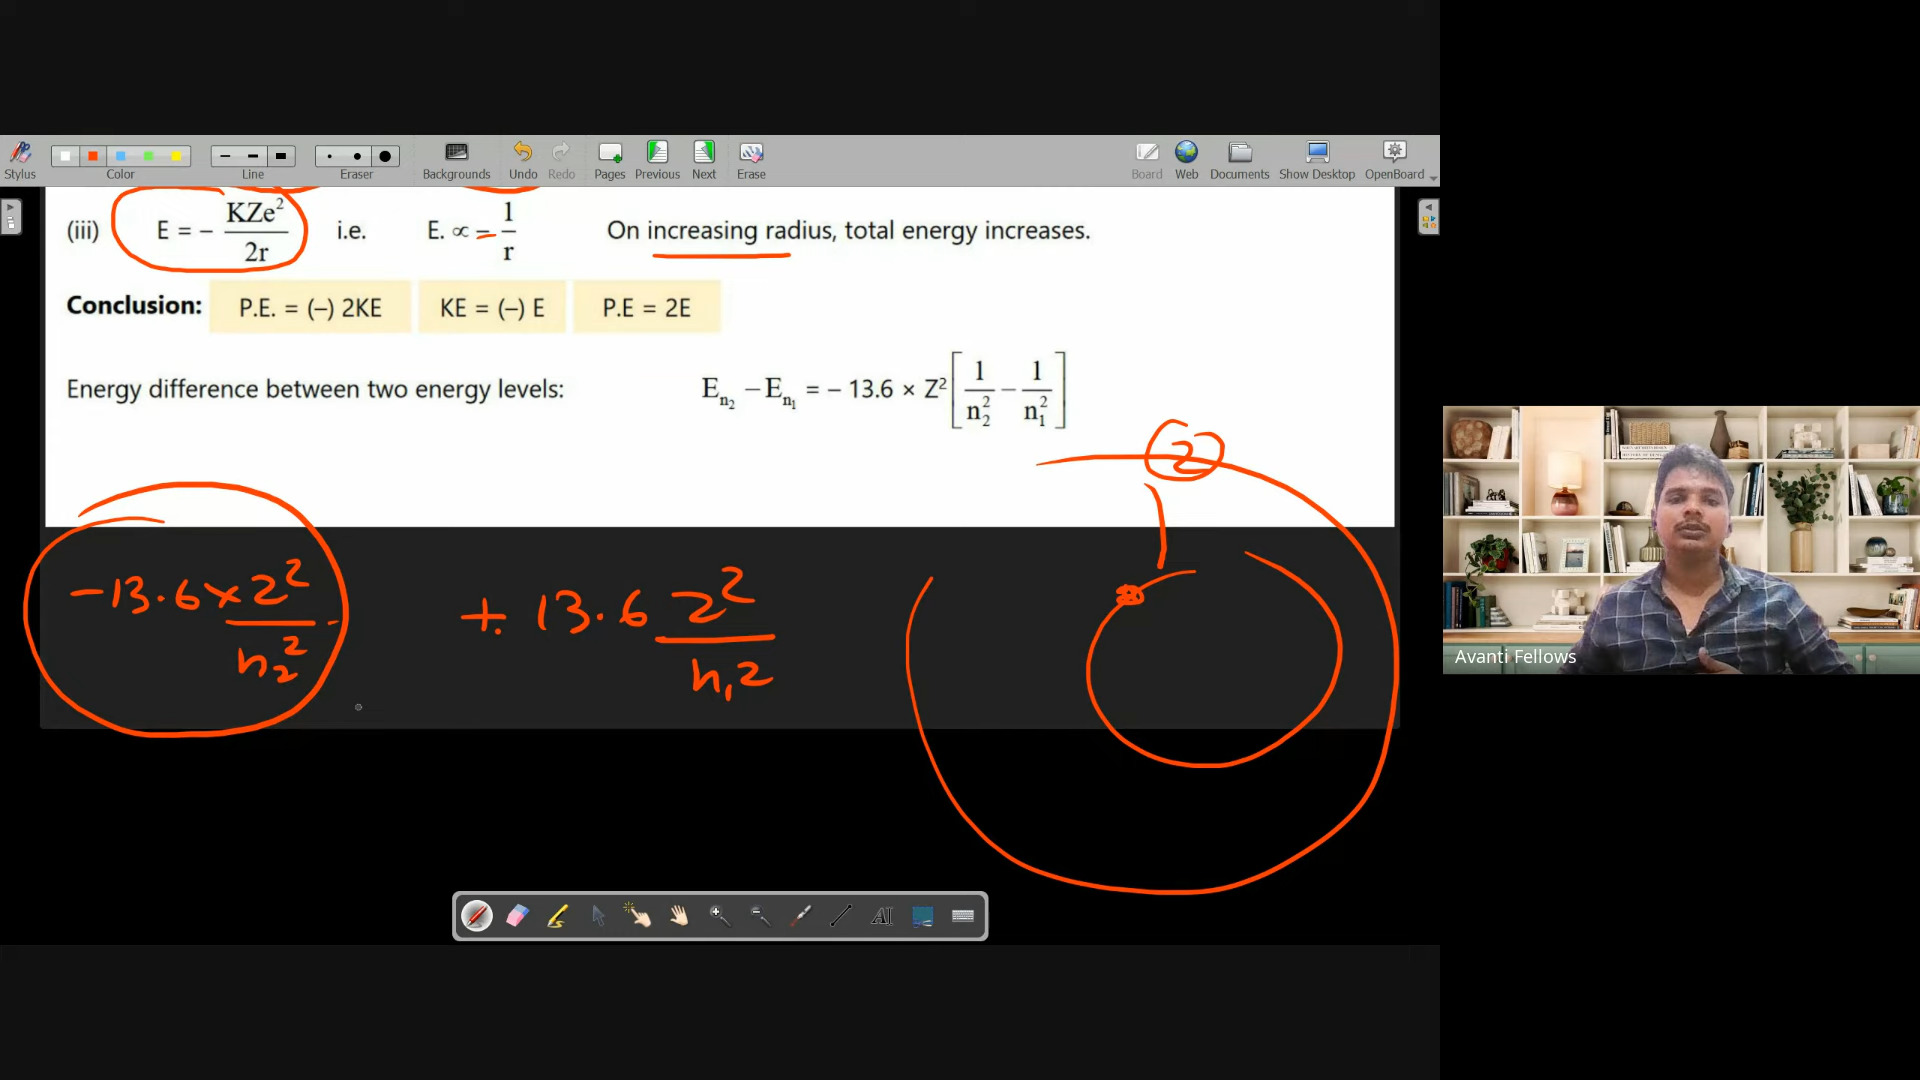 Stylus Color Line Eraser Backgrounds Undo Redo Pages Previous Next Erase Board Web Documents Show Desktop OpenBoard
(iii) E = – KZe²/2r i.e. E. ∝ – 1/r On increasing radius, total energy increases.
Conclusion: P.E. = (–) 2KE KE = (–) E P.E = 2E
Energy difference between two energy levels: E_n₂ – E_n₁ = – 13.6 × Z² [1/n₂² – 1/n₁²]
2
-13.6 × Z²/n₂² + 13.6 Z²/n₁2
Avanti Fellows